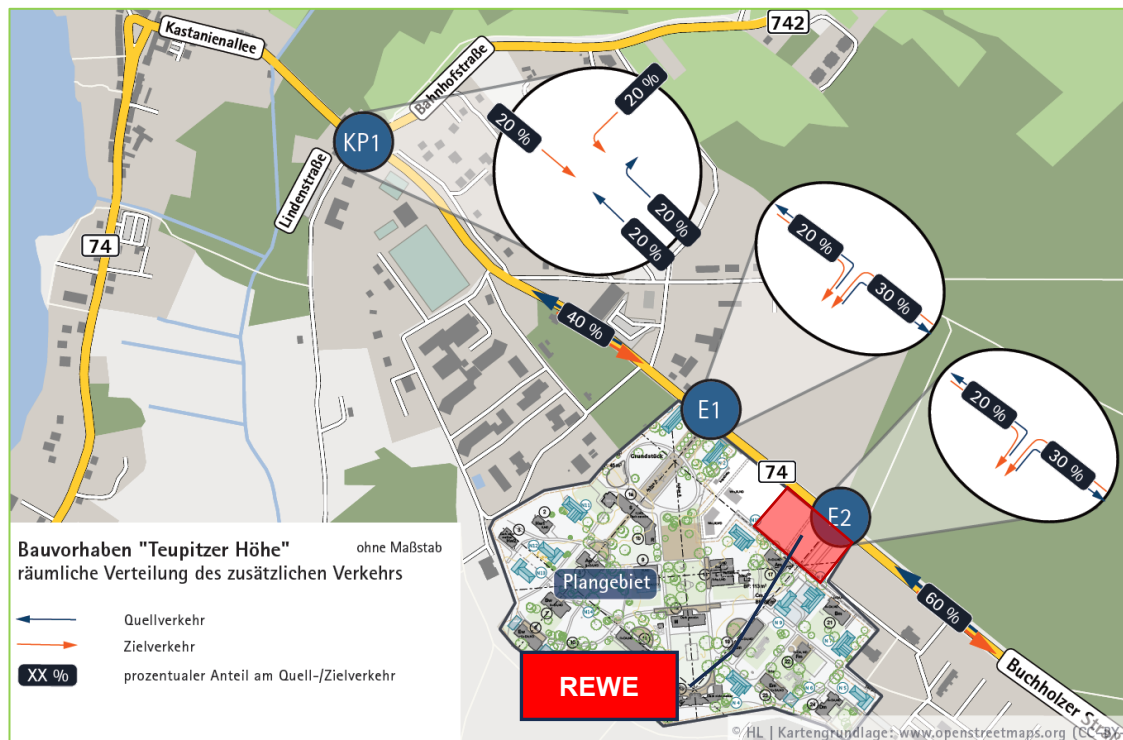 Kastanienallee
742
Bahnhofstraße
KP1
Lindenstraße
20 %
20 %
20 %
20 %
74
40 %
20 %
30 %
E1
20 %
30 %
74
E2
Grundstück
Plangebiet
60 %
Buchholzer Str
REWE
Bauvorhaben "Teupitzer Höhe"
ohne Maßstab
räumliche Verteilung des zusätzlichen Verkehrs
Quellverkehr
Zielverkehr
XX %
prozentualer Anteil am Quell-/Zielverkehr
© HL | Kartengrundlage: www.openstreetmaps.org (CC-BY